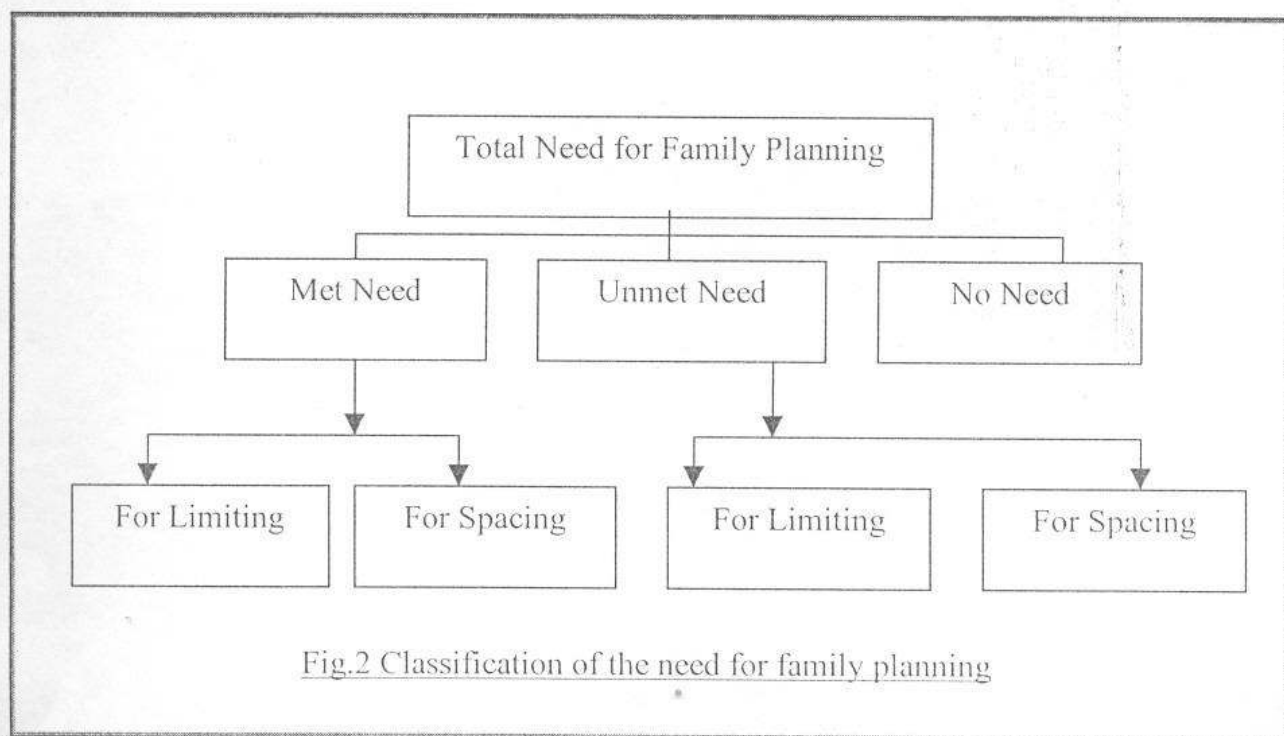 Total Need for Family Planning
Met Need
Unmet Need
No Need
For Limiting
For Spacing
For Limiting
For Spacing
Fig.2 Classification of the need for family planning